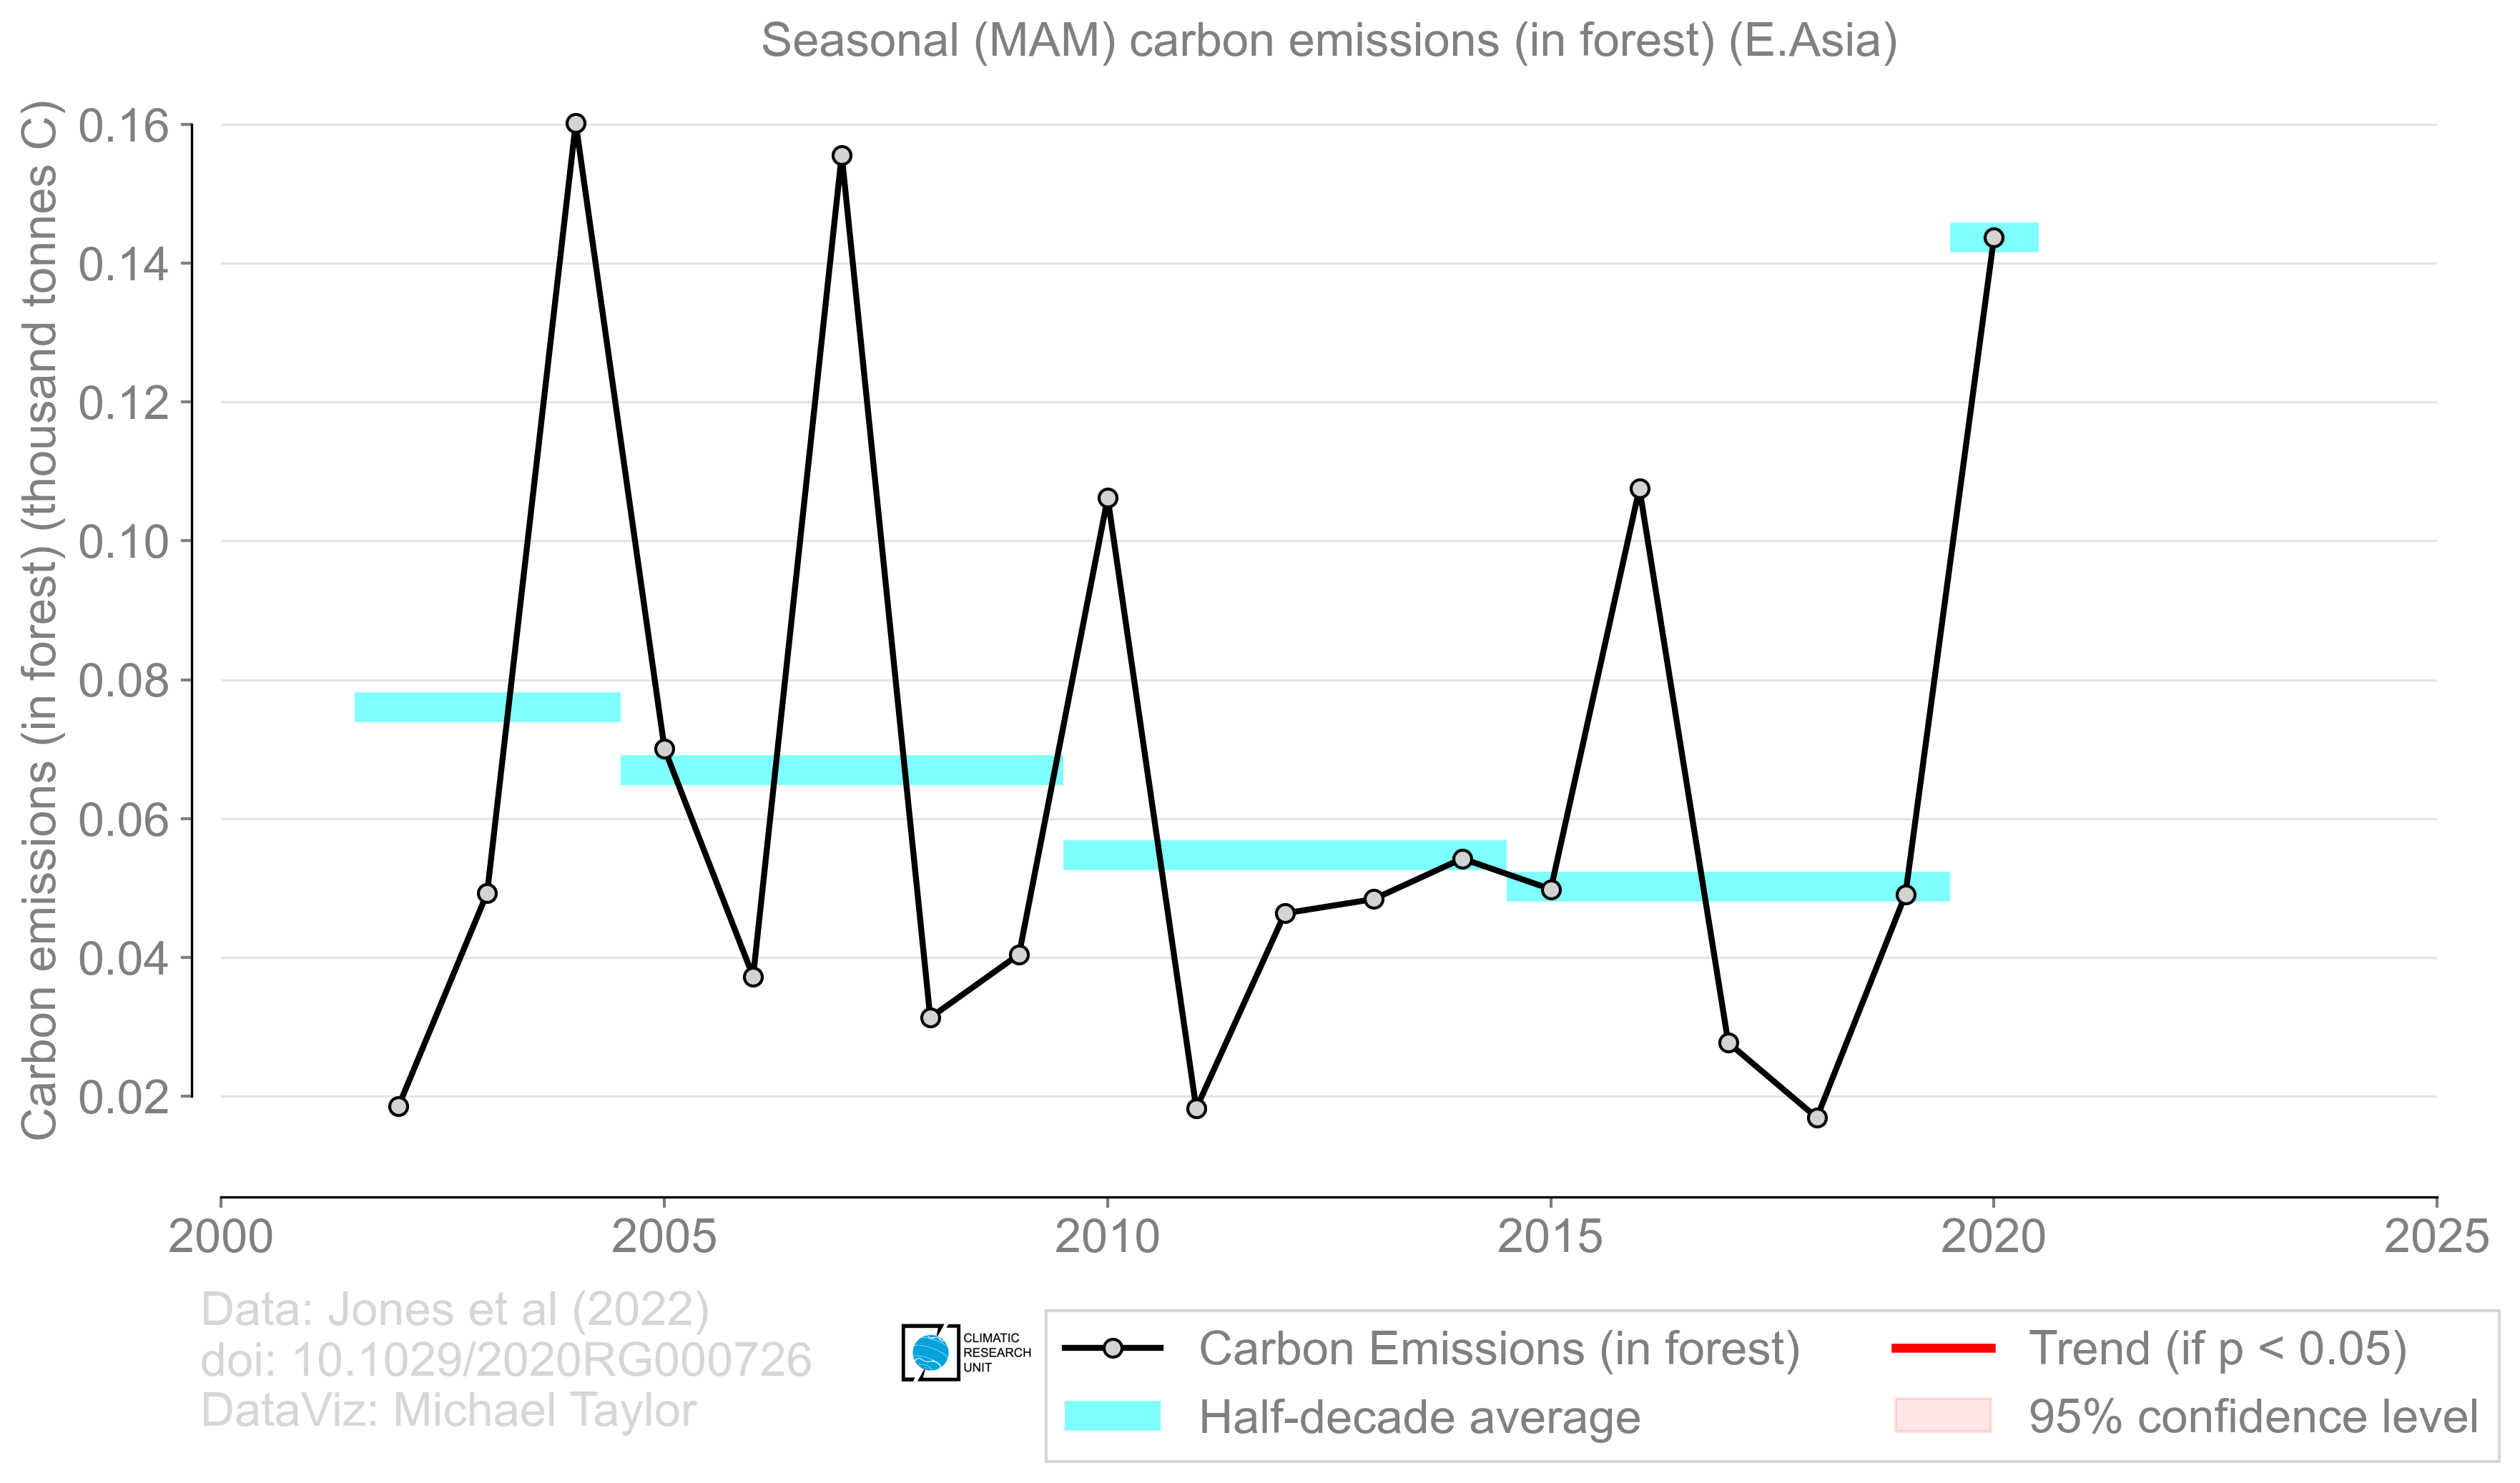 Seasonal (MAM) carbon emissions (in forest) (E.Asia)
Carbon emissions (in forest) (thousand tonnes C)
0.16
0.14
0.12
0.10
0.08
0.06
0.04
0.02
2000
2005
2010
2015
2020
2025
Data: Jones et al (2022)
doi: 10.1029/2020RG000726
DataViz: Michael Taylor
CLIMATIC
RESEARCH
UNIT
Carbon Emissions (in forest)
Half-decade average
Trend (if p < 0.05)
95% confidence level